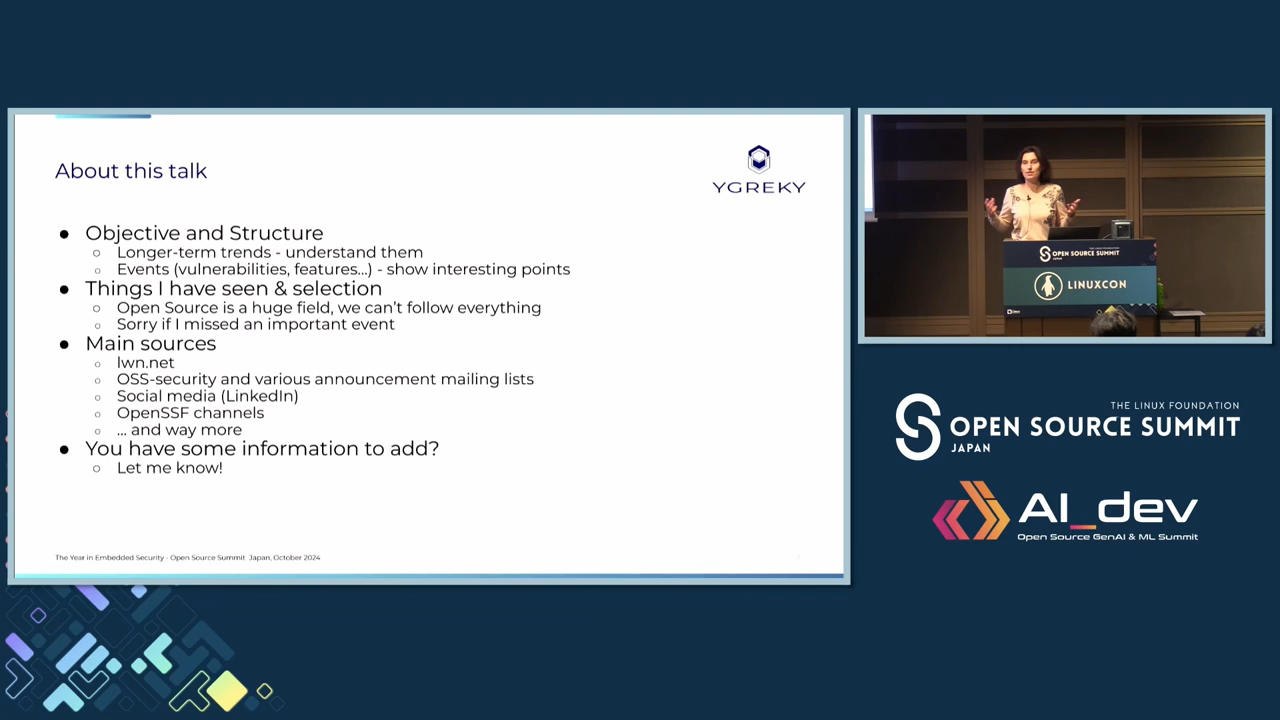 About this talk
YGREKY
● Objective and Structure
○ Longer-term trends - understand them
○ Events (vulnerabilities, features...) - show interesting points
● Things I have seen & selection
○ Open Source is a huge field, we can't follow everything
○ Sorry if I missed an important event
● Main sources
○ lwn.net
○ OSS-security and various announcement mailing lists
○ Social media (LinkedIn)
○ OpenSSF channels
○ ... and way more
● You have some information to add?
○ Let me know!
The Year in Embedded Security - Open Source Summit Japan, October 2024
OPEN SOURCE SUMMIT
JAPAN
LINUXCON
THE LINUX FOUNDATION
OPEN SOURCE SUMMIT
JAPAN
AI_dev
Open Source GenAI & ML Summit